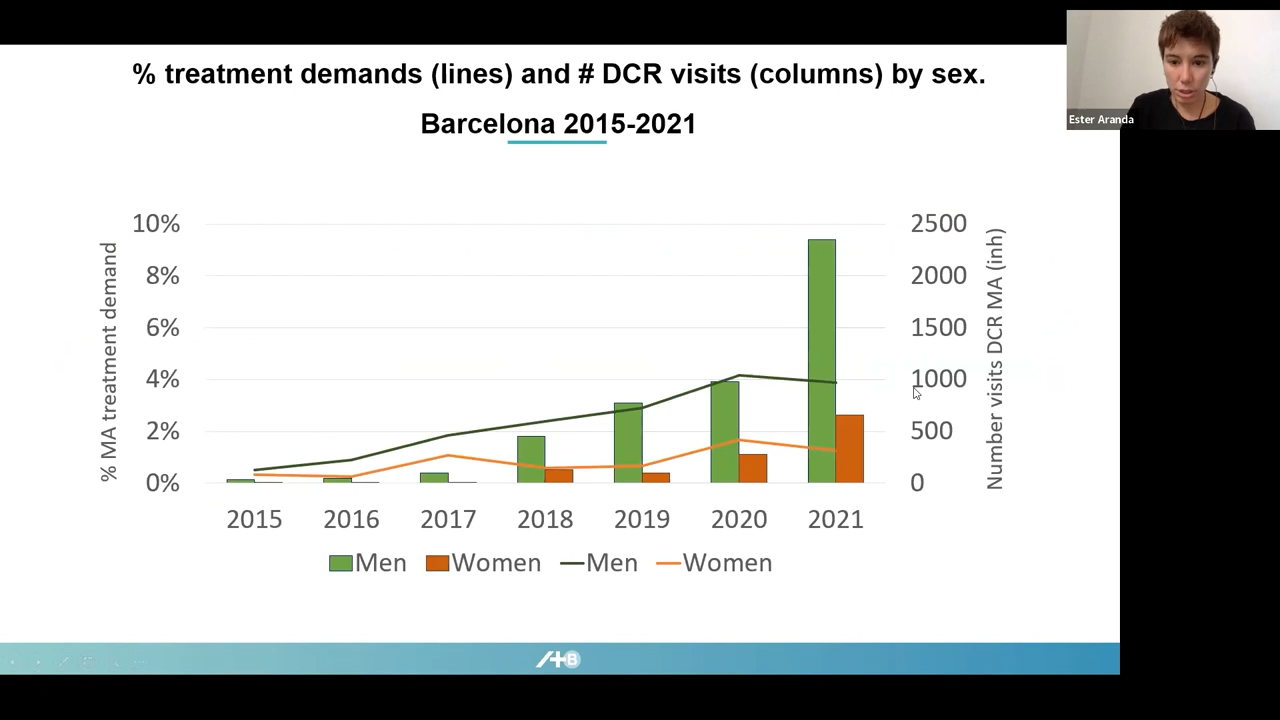 % treatment demands (lines) and # DCR visits (columns) by sex.
Barcelona 2015-2021
Ester Aranda
10%
8%
6%
4%
2%
0%
% MA treatment demand
2500
2000
1500
1000
500
0
Number visits DCR MA (inh)
2015 2016 2017 2018 2019 2020 2021
Men Women Men Women
B